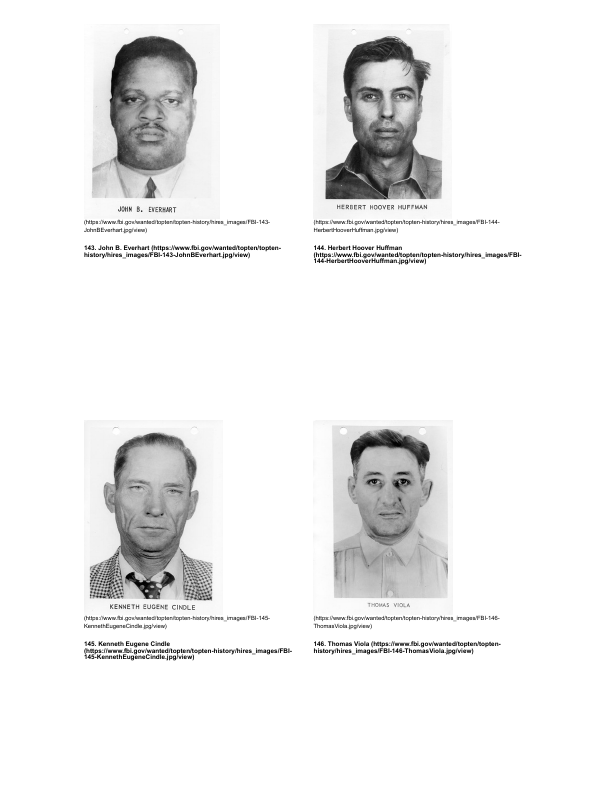 JOHN B. EVERHART
(https://www.fbi.gov/wanted/topten/topten-history/hires_images/FBI-143-
JohnBEverhart.jpg/view)
143. John B. Everhart (https://www.fbi.gov/wanted/topten/topten-
history/hires_images/FBI-143-JohnBEverhart.jpg/view)
HERBERT HOOVER HUFFMAN
(https://www.fbi.gov/wanted/topten/topten-history/hires_images/FBI-144-
HerbertHooverHuffman.jpg/view)
144. Herbert Hoover Huffman
(https://www.fbi.gov/wanted/topten/topten-history/hires_images/FBI-
144-HerbertHooverHuffman.jpg/view)
KENNETH EUGENE CINDLE
(https://www.fbi.gov/wanted/topten/topten-history/hires_images/FBI-145-
KennethEugeneCindle.jpg/view)
145. Kenneth Eugene Cindle
(https://www.fbi.gov/wanted/topten/topten-history/hires_images/FBI-
145-KennethEugeneCindle.jpg/view)
THOMAS VIOLA
(https://www.fbi.gov/wanted/topten/topten-history/hires_images/FBI-146-
ThomasViola.jpg/view)
146. Thomas Viola (https://www.fbi.gov/wanted/topten/topten-
history/hires_images/FBI-146-ThomasViola.jpg/view)